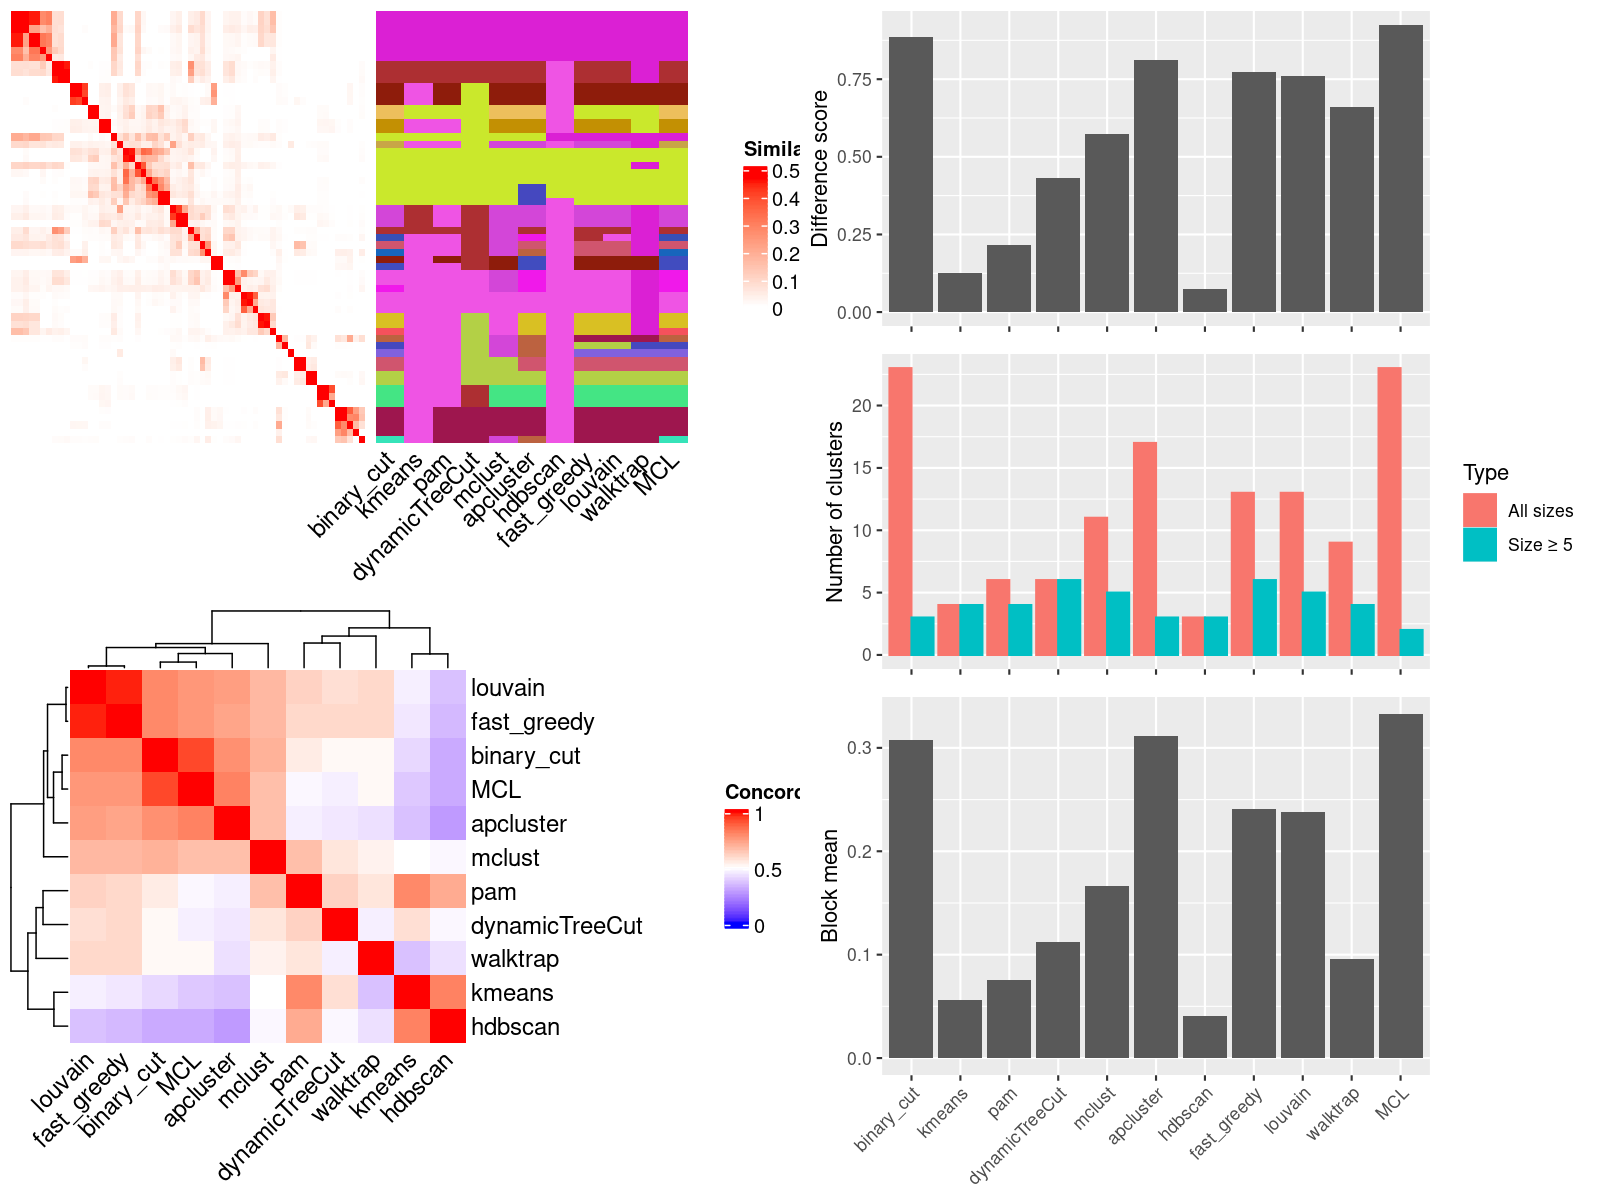 Simila
0.5
0.4
0.3
0.2
0.1
0
binary_cut
kmeans
pam
dynamicTreeCut
mclust
apcluster
hdbscan
fast_greedy
louvain
walktrap
MCL
Difference score
0.75
0.50
0.25
0.00
Number of clusters
20
15
10
5
0
Type
All sizes
Size ≥ 5
louvain
fast_greedy
binary_cut
MCL
apcluster
mclust
pam
dynamicTreeCut
walktrap
kmeans
hdbscan
louvain
fast_greedy
binary_cut
MCL
apcluster
mclust
pam
dynamicTreeCut
walktrap
kmeans
hdbscan
Concord
1
0.5
0
Block mean
0.3
0.2
0.1
0.0
binary_cut
kmeans
pam
dynamicTreeCut
mclust
apcluster
hdbscan
fast_greedy
louvain
walktrap
MCL